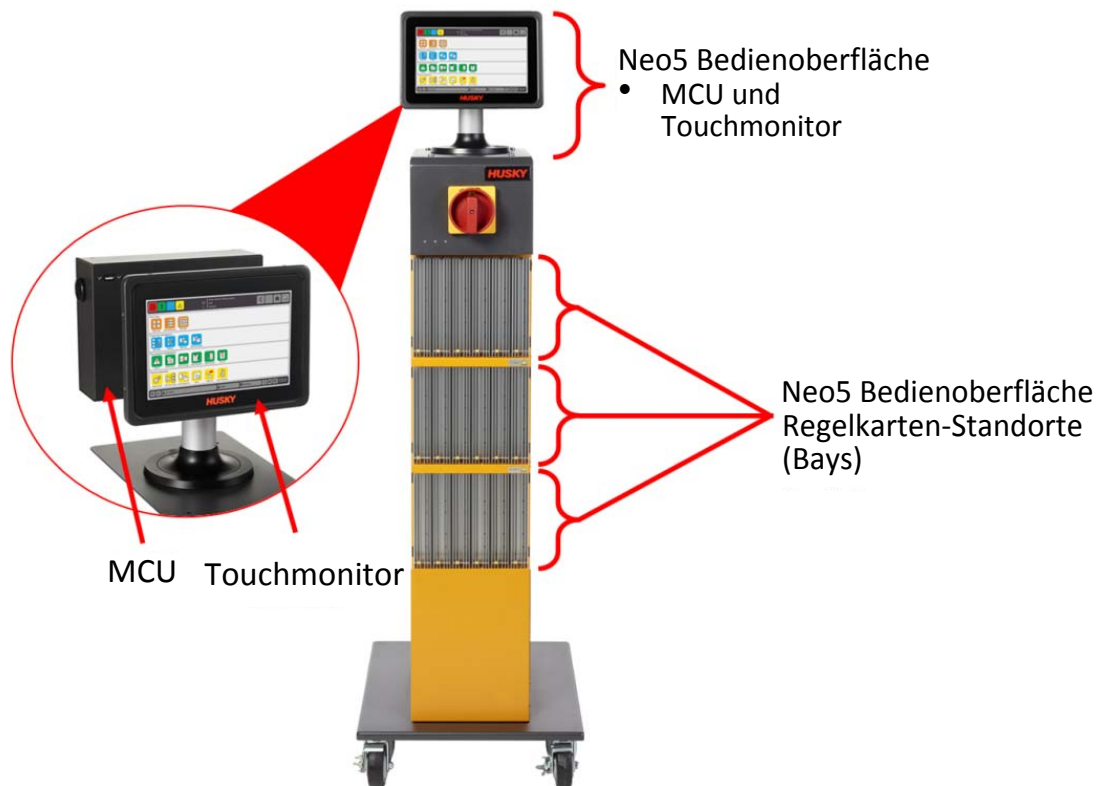 Neo5 Bedienoberfläche
• MCU und
Touchmonitor
HUSKY
HUSKY
HUSKY
MCU
Touchmonitor
Neo5 Bedienoberfläche
Regelkarten-Standorte
(Bays)